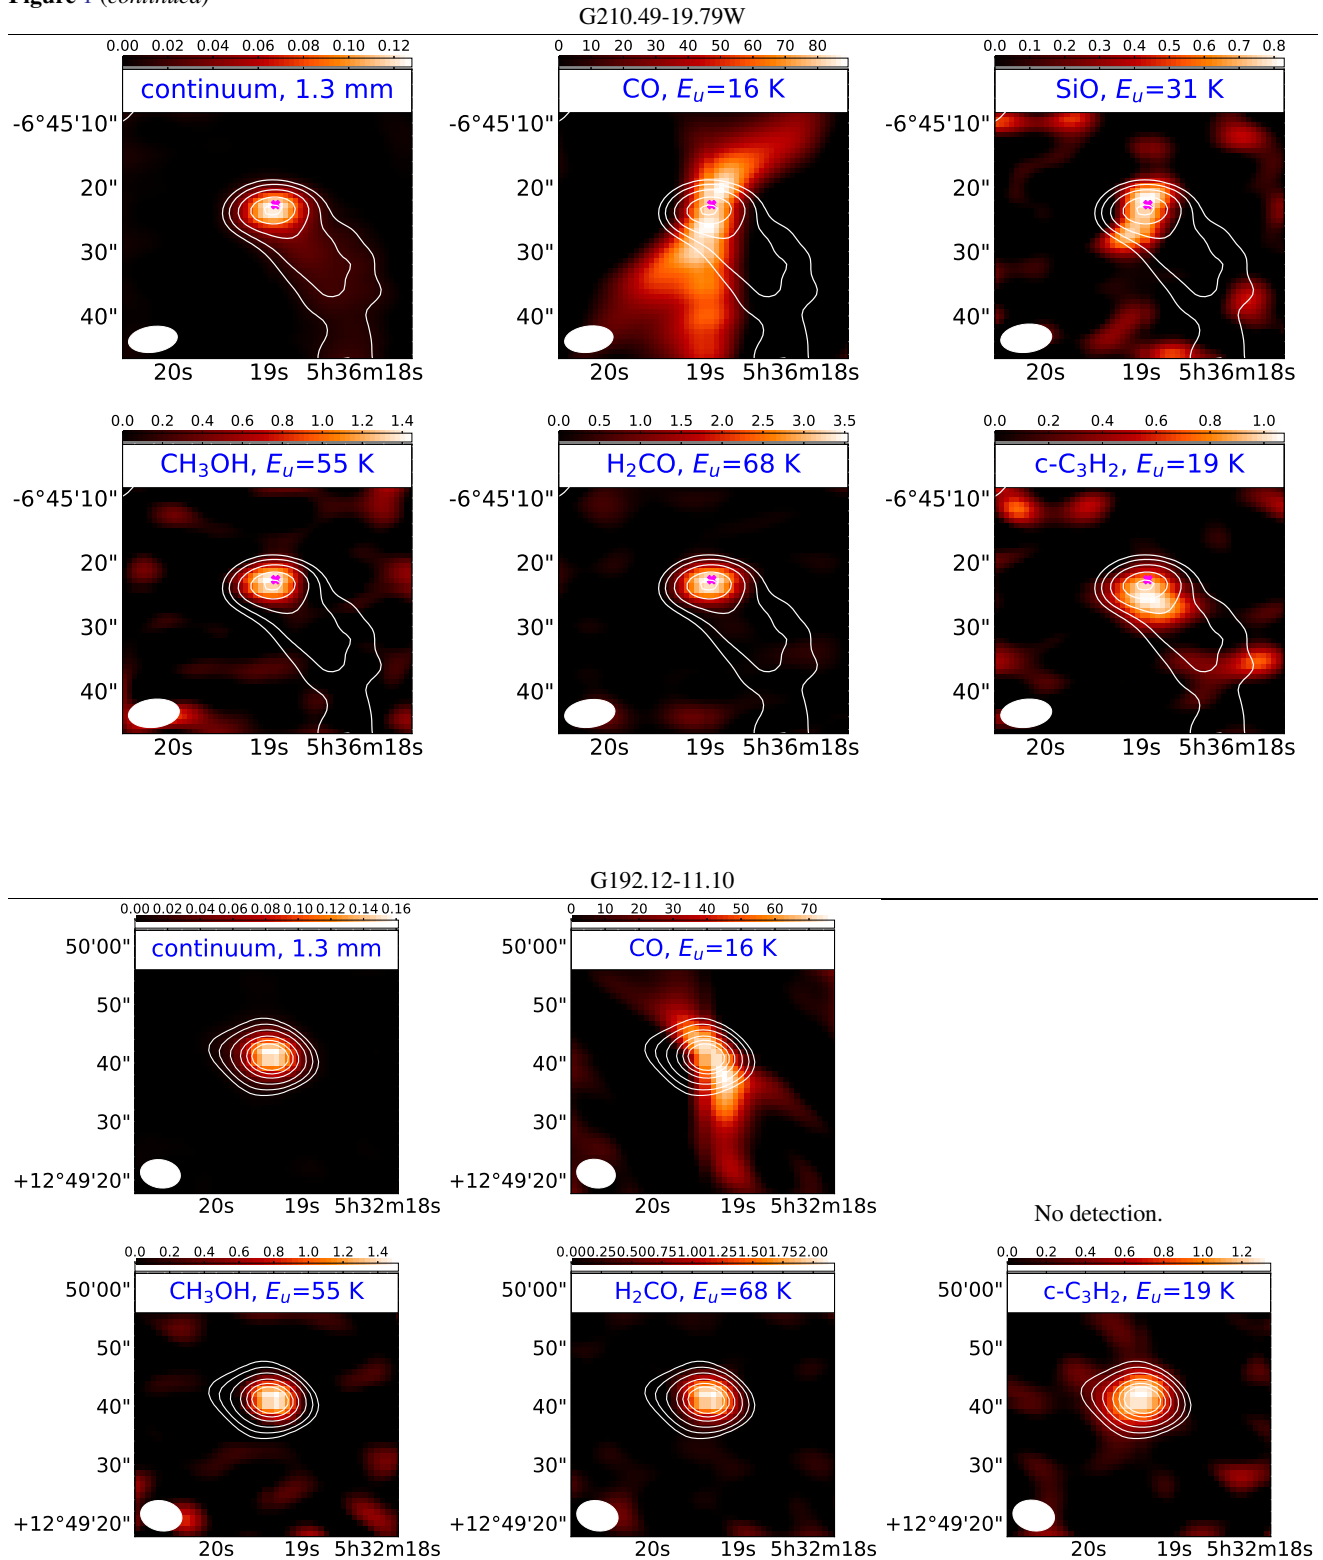 Figure 1 (continued)
G210.49-19.79W
0.00 0.02 0.04 0.06 0.08 0.10 0.12
continuum, 1.3 mm
-6°45'10"
20"
30"
40"
20s 19s 5h36m18s
0 10 20 30 40 50 60 70 80
CO, Eu=16 K
-6°45'10"
20"
30"
40"
20s 19s 5h36m18s
0.0 0.1 0.2 0.3 0.4 0.5 0.6 0.7 0.8
SiO, Eu=31 K
-6°45'10"
20"
30"
40"
20s 19s 5h36m18s
0.0 0.2 0.4 0.6 0.8 1.0 1.2 1.4
CH3OH, Eu=55 K
-6°45'10"
20"
30"
40"
20s 19s 5h36m18s
0.0 0.5 1.0 1.5 2.0 2.5 3.0 3.5
H2CO, Eu=68 K
-6°45'10"
20"
30"
40"
20s 19s 5h36m18s
0.0 0.2 0.4 0.6 0.8 1.0
c-C3H2, Eu=19 K
-6°45'10"
20"
30"
40"
20s 19s 5h36m18s
G192.12-11.10
0.00 0.02 0.04 0.06 0.08 0.10 0.12 0.14 0.16
continuum, 1.3 mm
50'00"
50"
40"
30"
+12°49'20"
20s 19s 5h32m18s
0 10 20 30 40 50 60 70
CO, Eu=16 K
50'00"
50"
40"
30"
+12°49'20"
20s 19s 5h32m18s
No detection.
0.0 0.2 0.4 0.6 0.8 1.0 1.2 1.4
CH3OH, Eu=55 K
50'00"
50"
40"
30"
+12°49'20"
20s 19s 5h32m18s
0.00 0.25 0.50 0.75 1.00 1.25 1.50 1.75 2.00
H2CO, Eu=68 K
50'00"
50"
40"
30"
+12°49'20"
20s 19s 5h32m18s
0.0 0.2 0.4 0.6 0.8 1.0 1.2
c-C3H2, Eu=19 K
50'00"
50"
40"
30"
+12°49'20"
20s 19s 5h32m18s